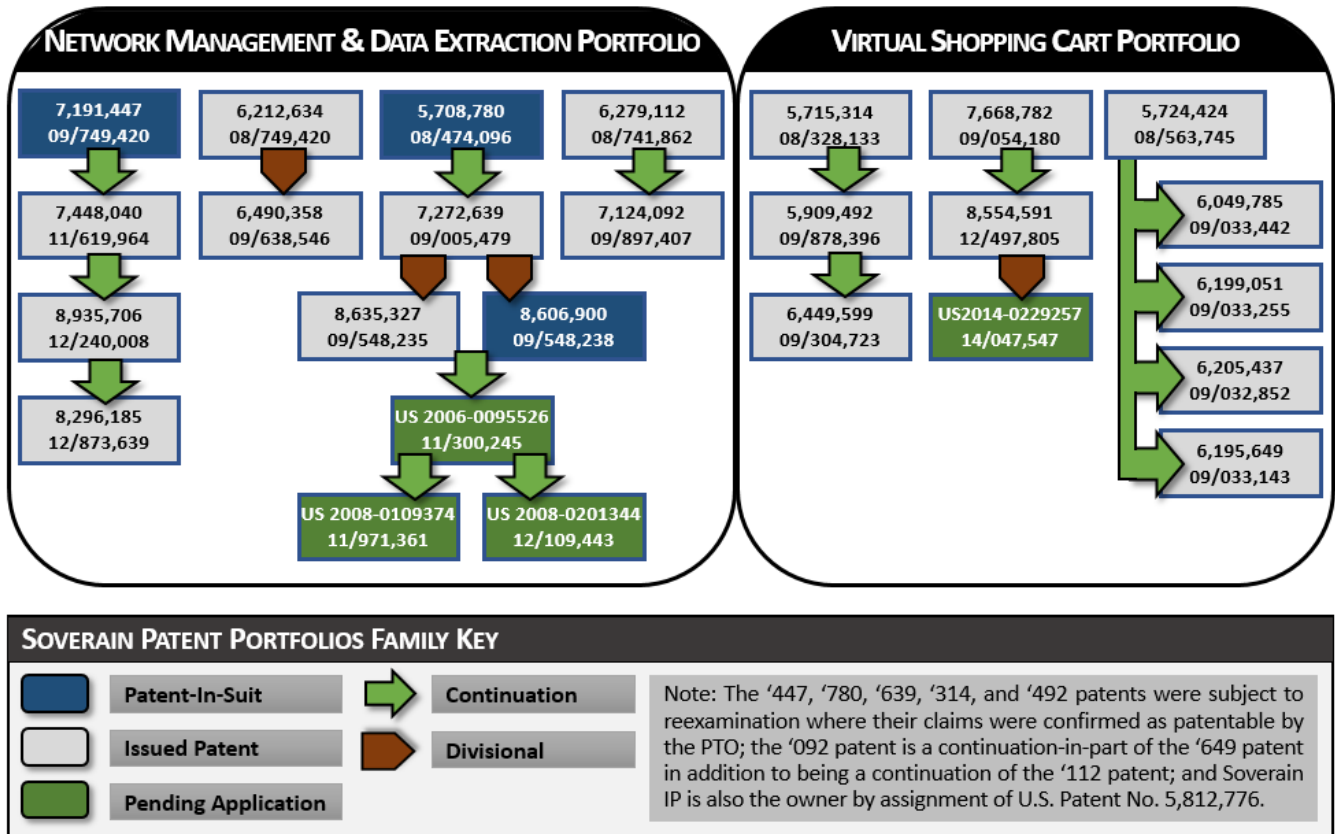 NETWORK MANAGEMENT & DATA EXTRACTION PORTFOLIO
7,191,447
09/749,420
6,212,634
08/749,420
5,708,780
08/474,096
6,279,112
08/741,862
7,448,040
11/619,964
6,490,358
09/638,546
7,272,639
09/005,479
7,124,092
09/897,407
8,935,706
12/240,008
8,635,327
09/548,235
8,606,900
09/548,238
8,296,185
12/873,639
US 2006-0095526
11/300,245
US 2008-0109374
11/971,361
US 2008-0201344
12/109,443
VIRTUAL SHOPPING CART PORTFOLIO
5,715,314
08/328,133
7,668,782
09/054,180
5,724,424
08/563,745
5,909,492
09/878,396
8,554,591
12/497,805
6,049,785
09/033,442
6,449,599
09/304,723
US2014-0229257
14/047,547
6,199,051
09/033,255
6,205,437
09/032,852
6,195,649
09/033,143
SOVERAIN PATENT PORTFOLIOS FAMILY KEY
Patent-In-Suit
Issued Patent
Pending Application
Continuation
Divisional
Note: The ‘447, ‘780, ‘639, ‘314, and ‘492 patents were subject to
reexamination where their claims were confirmed as patentable by
the PTO; the ‘092 patent is a continuation-in-part of the ‘649 patent
in addition to being a continuation of the ‘112 patent; and Soverain
IP is also the owner by assignment of U.S. Patent No. 5,812,776.